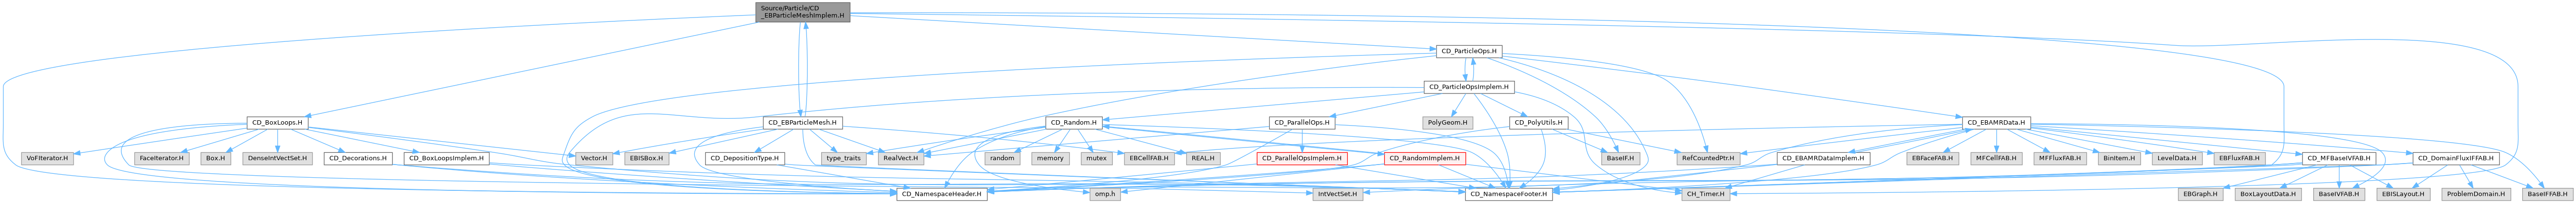 Source/Particle/CD
_EBParticleMeshImplem.H
CD_ParticleOps.H
CD_ParticleOpsImplem.H
CD_BoxLoops.H
CD_EBParticleMesh.H
CD_Random.H
PolyGeom.H
CD_ParallelOps.H
CD_PolyUtils.H
CD_EBAMRData.H
VoFIterator.H
FaceIterator.H
Box.H
DenseIntVectSet.H
CD_Decorations.H
CD_BoxLoopsImplem.H
Vector.H
EBISBox.H
CD_DepositionType.H
type_traits
RealVect.H
random
memory
mutex
EBCellFAB.H
REAL.H
CD_ParallelOpsImplem.H
CD_RandomImplem.H
BaseIF.H
RefCountedPtr.H
CD_EBAMRDataImplem.H
EBFaceFAB.H
MFCellFAB.H
MFFluxFAB.H
BinItem.H
LevelData.H
EBFluxFAB.H
CD_MFBaseIVFAB.H
CD_DomainFluxIFFAB.H
CD_NamespaceHeader.H
omp.h
IntVectSet.H
CD_NamespaceFooter.H
CH_Timer.H
EBGraph.H
BoxLayoutData.H
BaseIVFAB.H
EBISLayout.H
ProblemDomain.H
BaseIFFAB.H